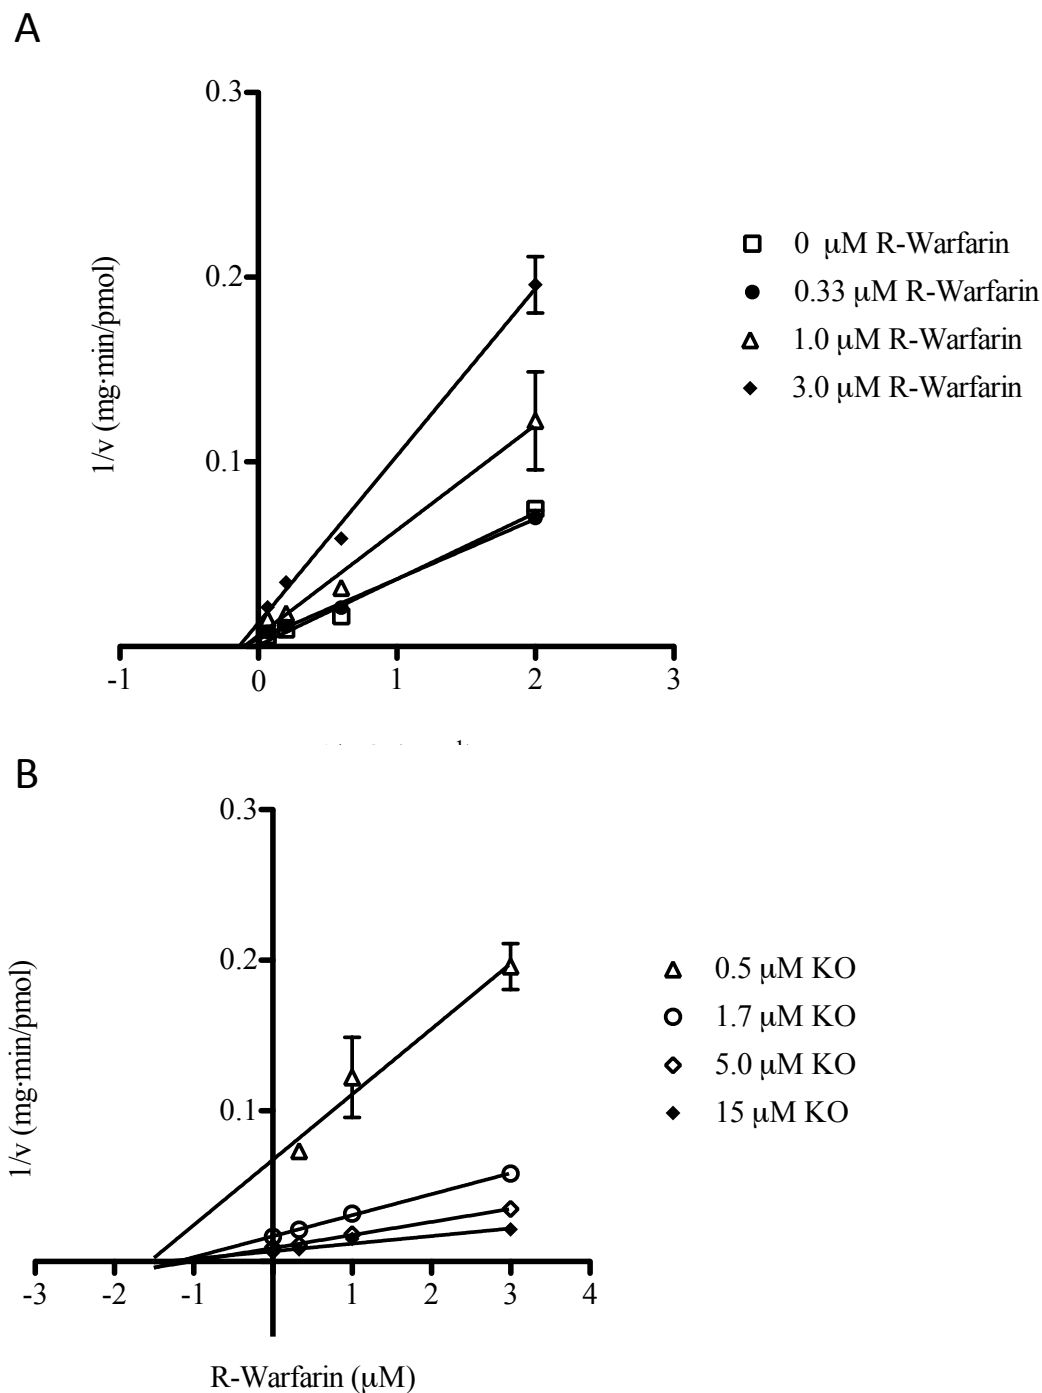 A
0.3
0.2
0.1
1/v (mg·min/pmol)
-1 0 1 2 3
0 μM R-Warfarin
0.33 μM R-Warfarin
1.0 μM R-Warfarin
3.0 μM R-Warfarin
B
0.3
0.2
0.1
1/v (mg·min/pmol)
-3 -2 -1 1 2 3 4
R-Warfarin (μM)
0.5 μM KO
1.7 μM KO
5.0 μM KO
15 μM KO